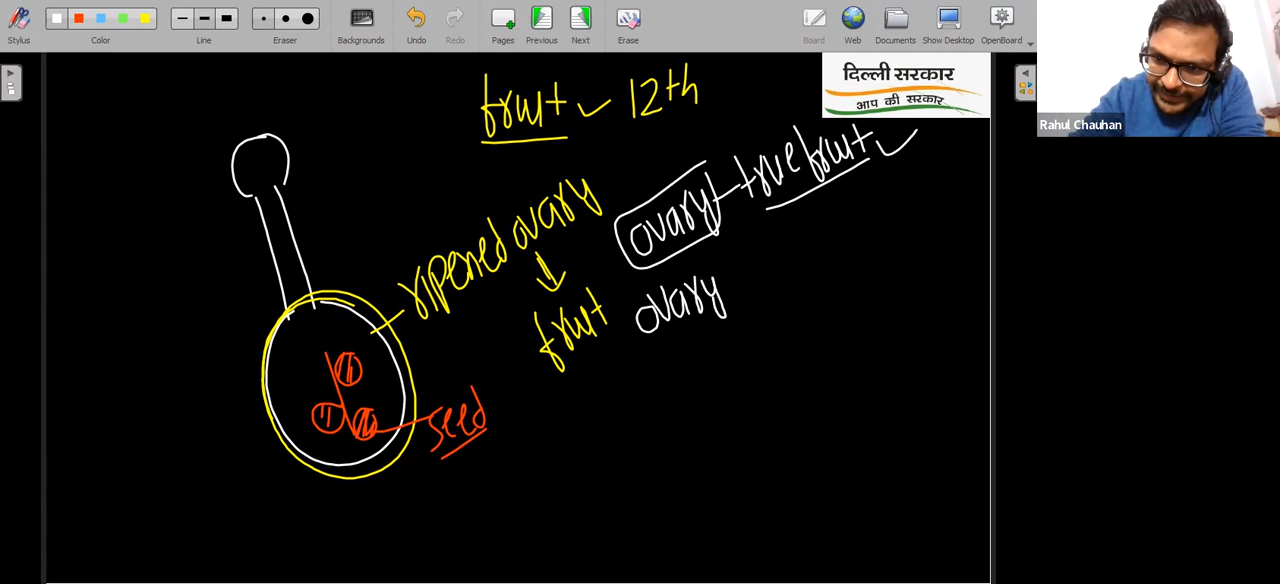 Stylus
Color
Line
Eraser
Backgrounds
Undo
Redo
Pages
Previous
Next
Erase
Board
Web
Documents
Show Desktop
OpenBoard
दिल्ली सरकार
आप की सरकार
Rahul Chauhan
fruit 12th
ripened ovary
fruit
ovary - true fruit
ovary
seed